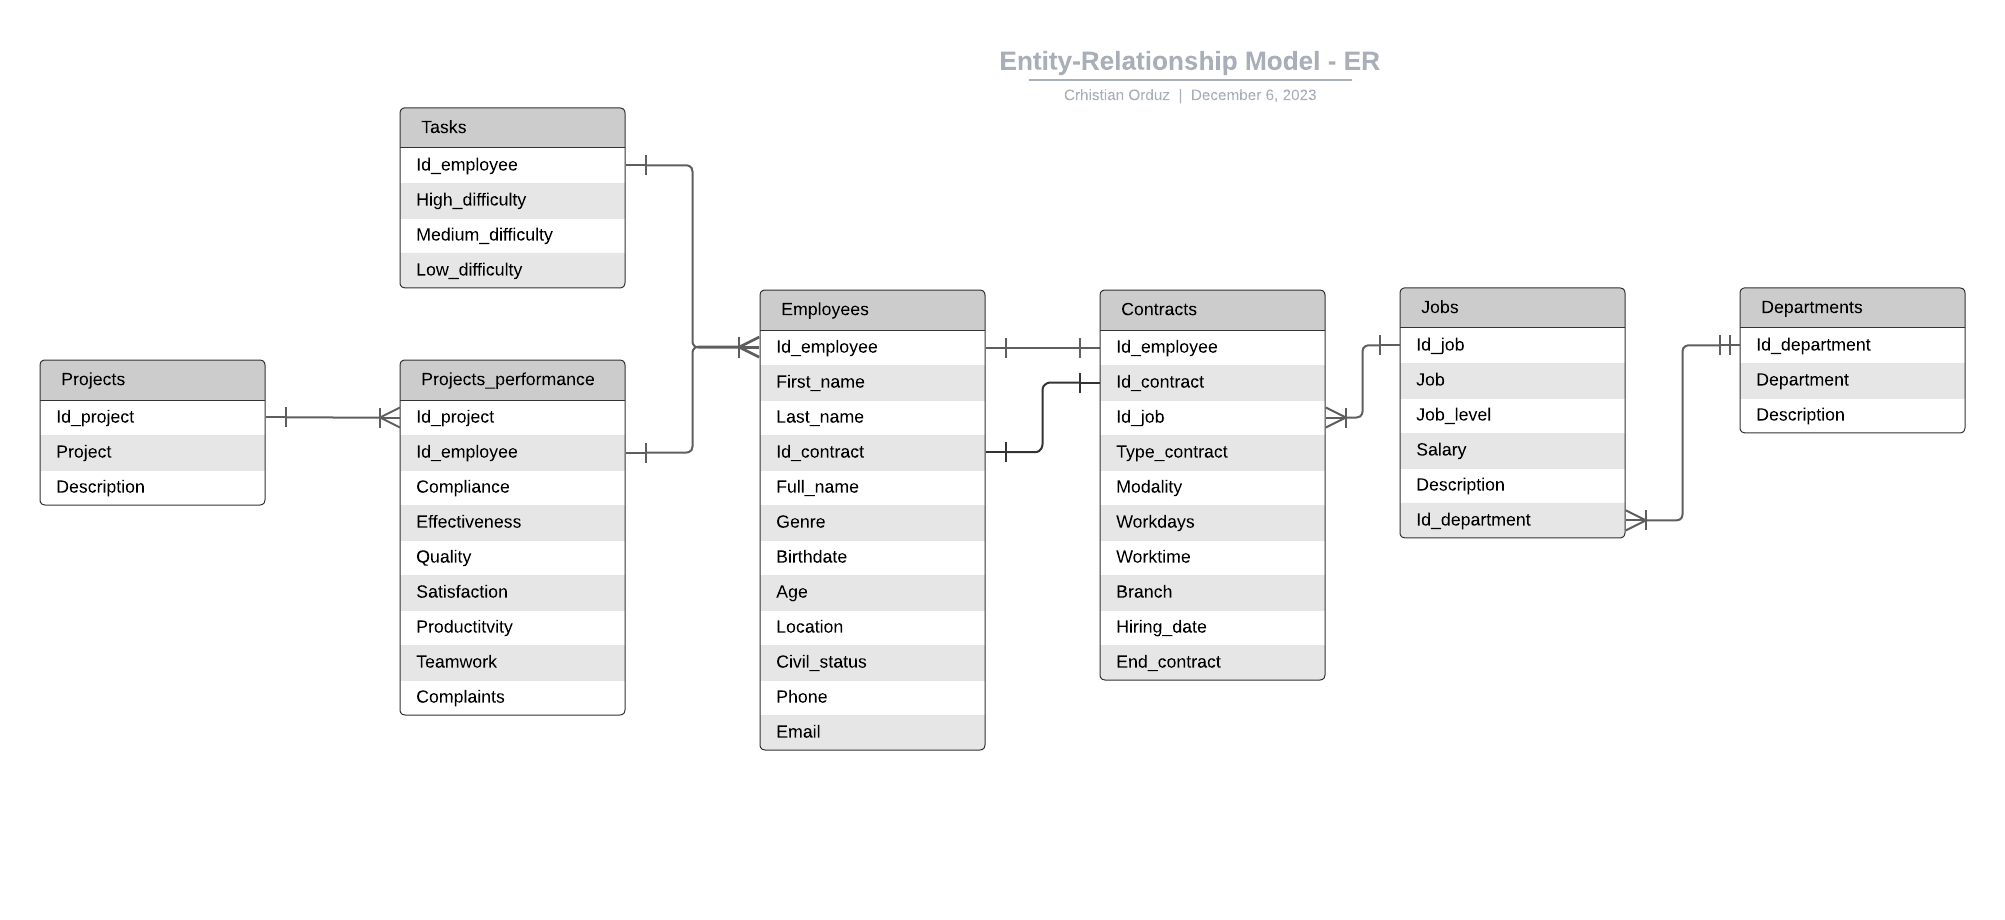 Entity-Relationship Model - ER
Crhistian Orduz | December 6, 2023
Tasks
Id_employee
High_difficulty
Medium_difficulty
Low_difficulty
Projects
Id_project
Project
Description
Projects_performance
Id_project
Id_employee
Compliance
Effectiveness
Quality
Satisfaction
Productitvity
Teamwork
Complaints
Employees
Id_employee
First_name
Last_name
Id_contract
Full_name
Genre
Birthdate
Age
Location
Civil_status
Phone
Email
Contracts
Id_employee
Id_contract
Id_job
Type_contract
Modality
Workdays
Worktime
Branch
Hiring_date
End_contract
Jobs
Id_job
Job
Job_level
Salary
Description
Id_department
Departments
Id_department
Department
Description